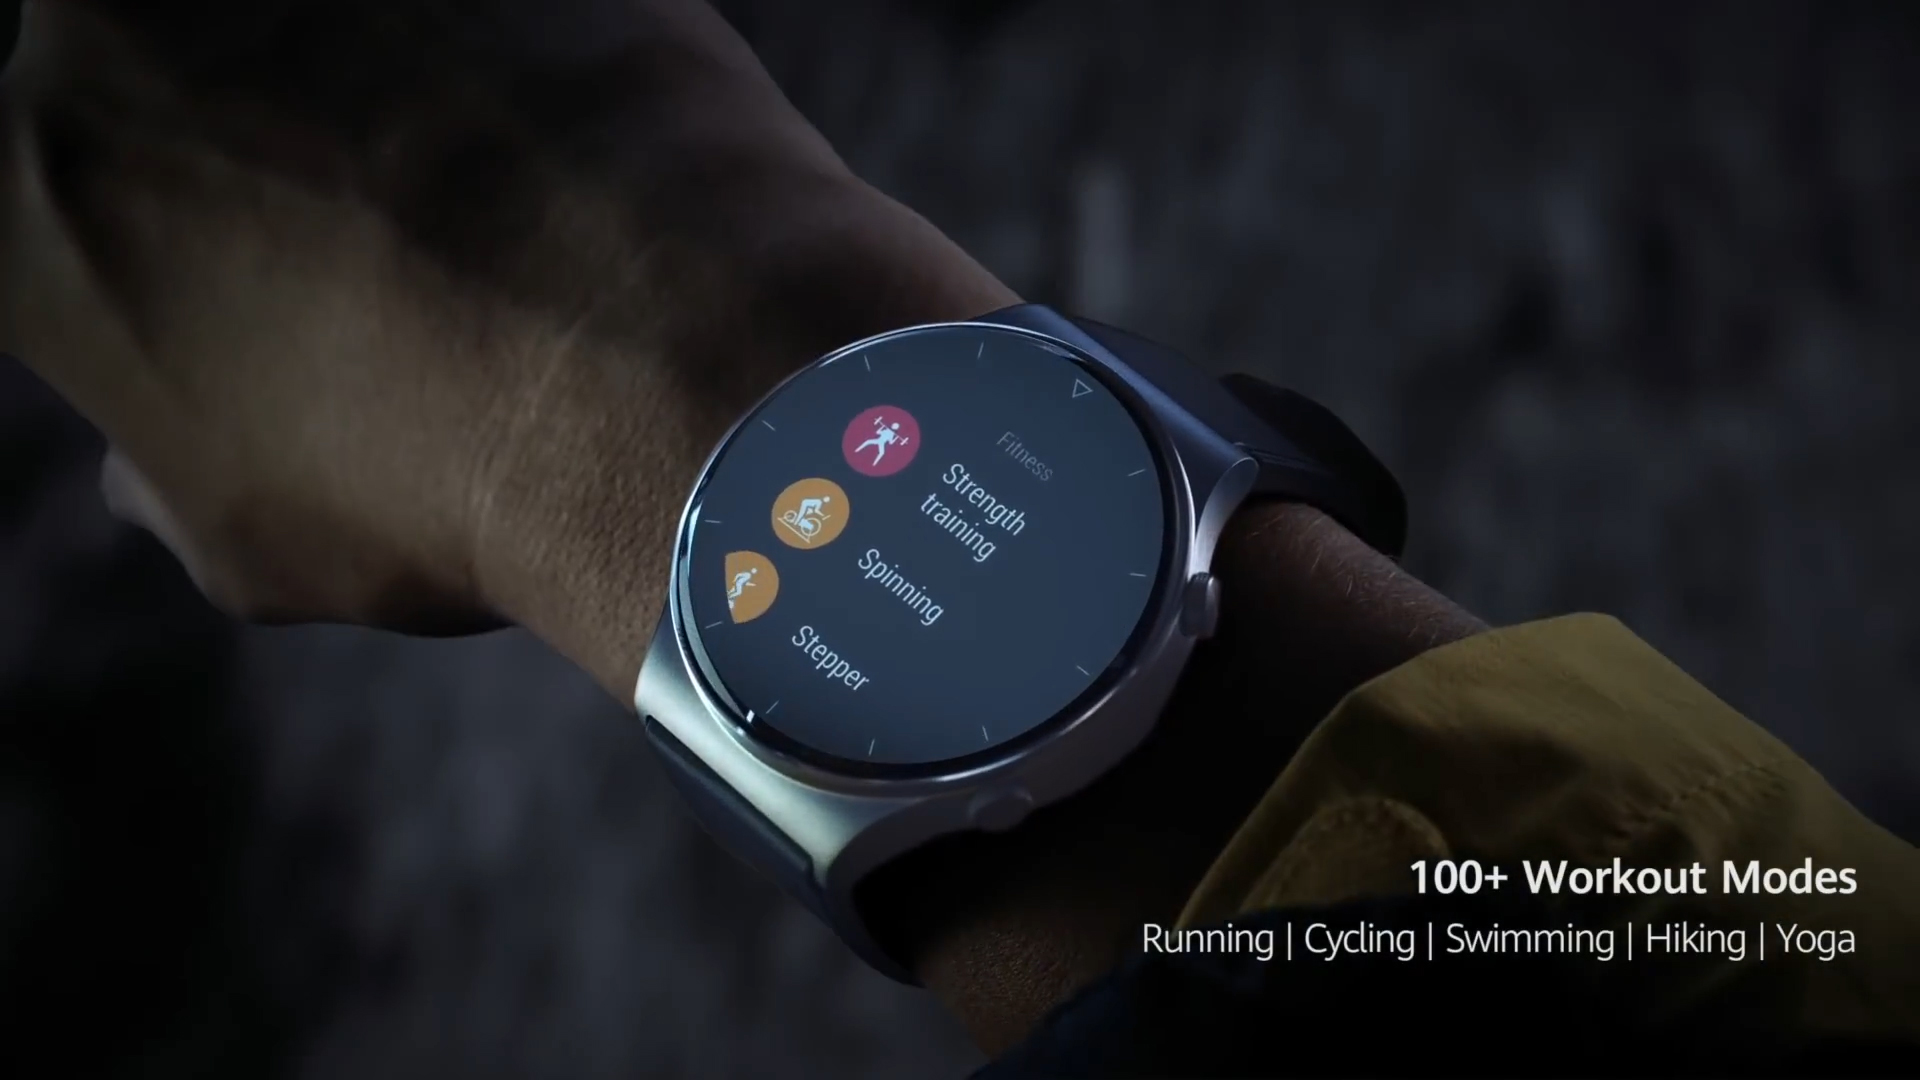 Fitness
Strength
training
Spinning
Stepper
100+ Workout Modes
Running | Cycling | Swimming | Hiking | Yoga